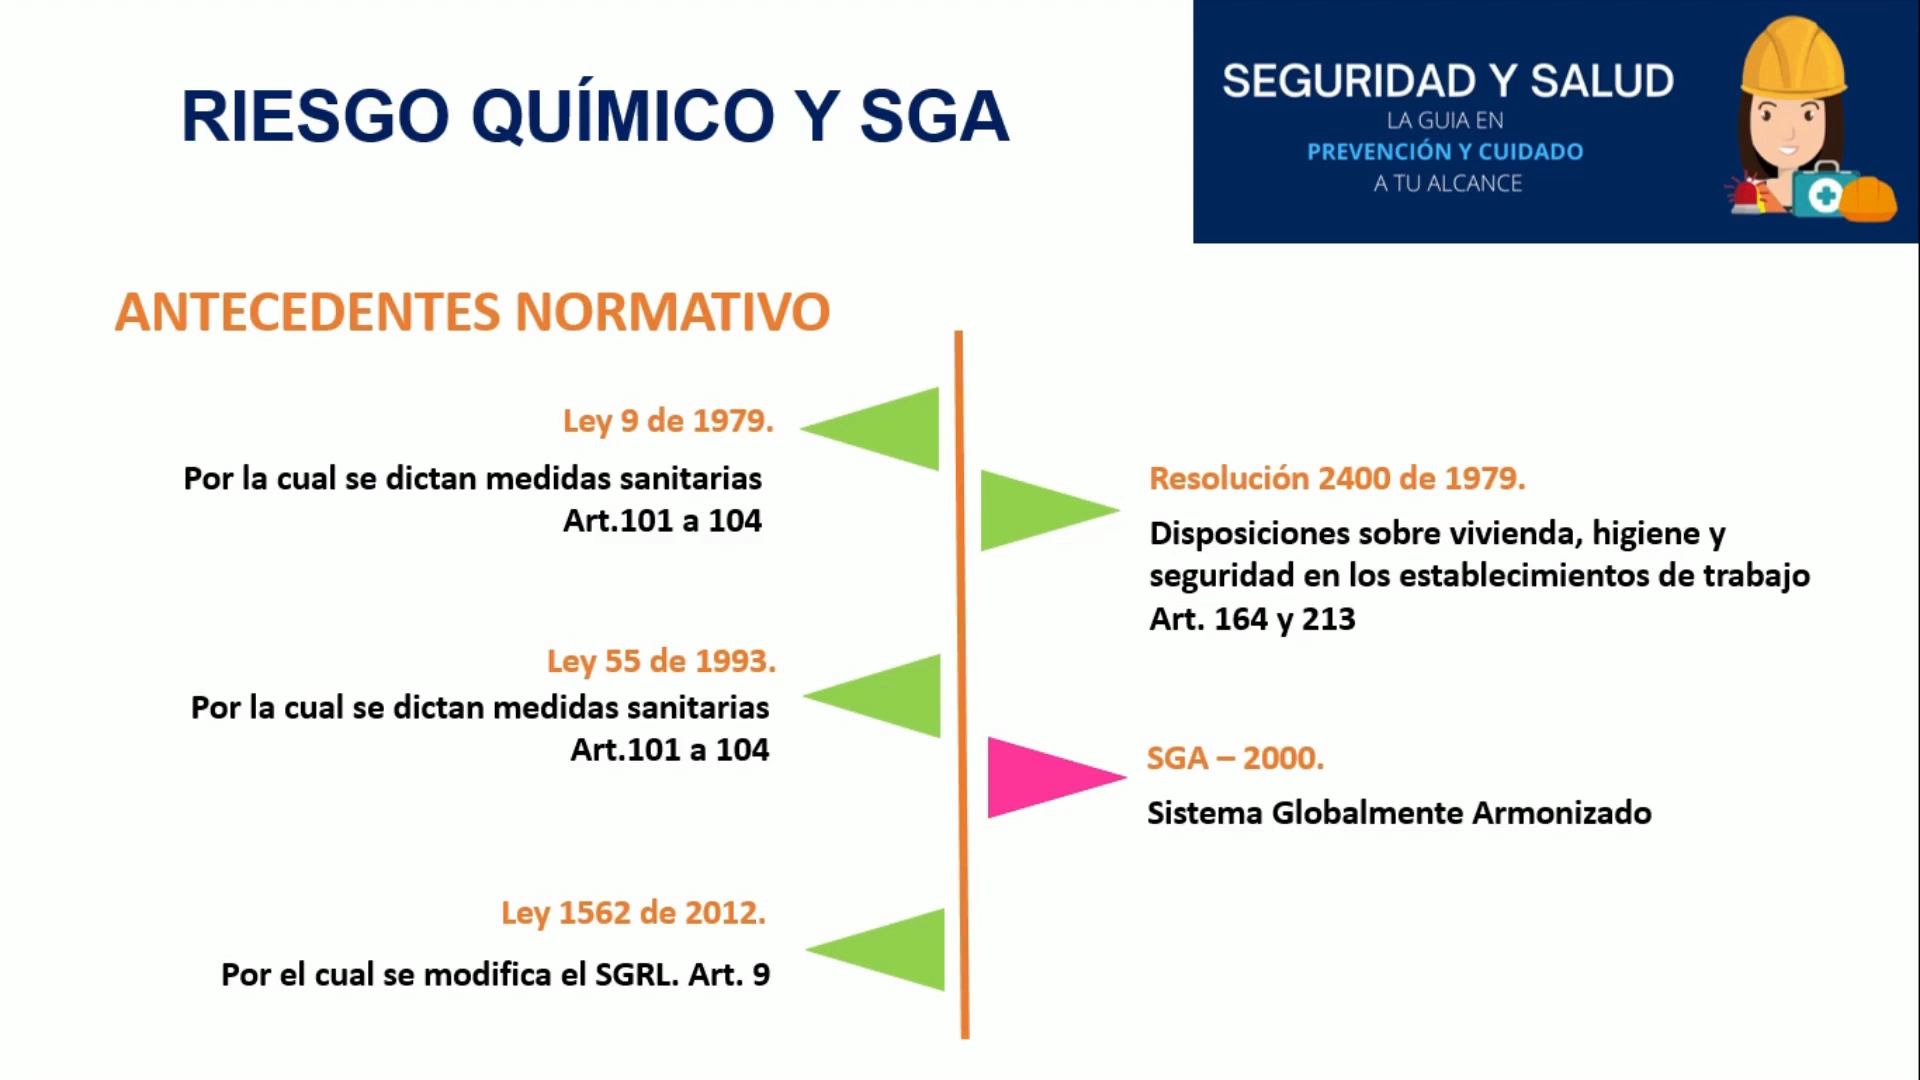 RIESGO QUÍMICO Y SGA
SEGURIDAD Y SALUD
LA GUIA EN
PREVENCIÓN Y CUIDADO
A TU ALCANCE
ANTECEDENTES NORMATIVO
Ley 9 de 1979.
Por la cual se dictan medidas sanitarias
Art.101 a 104
Resolución 2400 de 1979.
Disposiciones sobre vivienda, higiene y
seguridad en los establecimientos de trabajo
Art. 164 y 213
Ley 55 de 1993.
Por la cual se dictan medidas sanitarias
Art.101 a 104
SGA – 2000.
Sistema Globalmente Armonizado
Ley 1562 de 2012.
Por el cual se modifica el SGRL. Art. 9